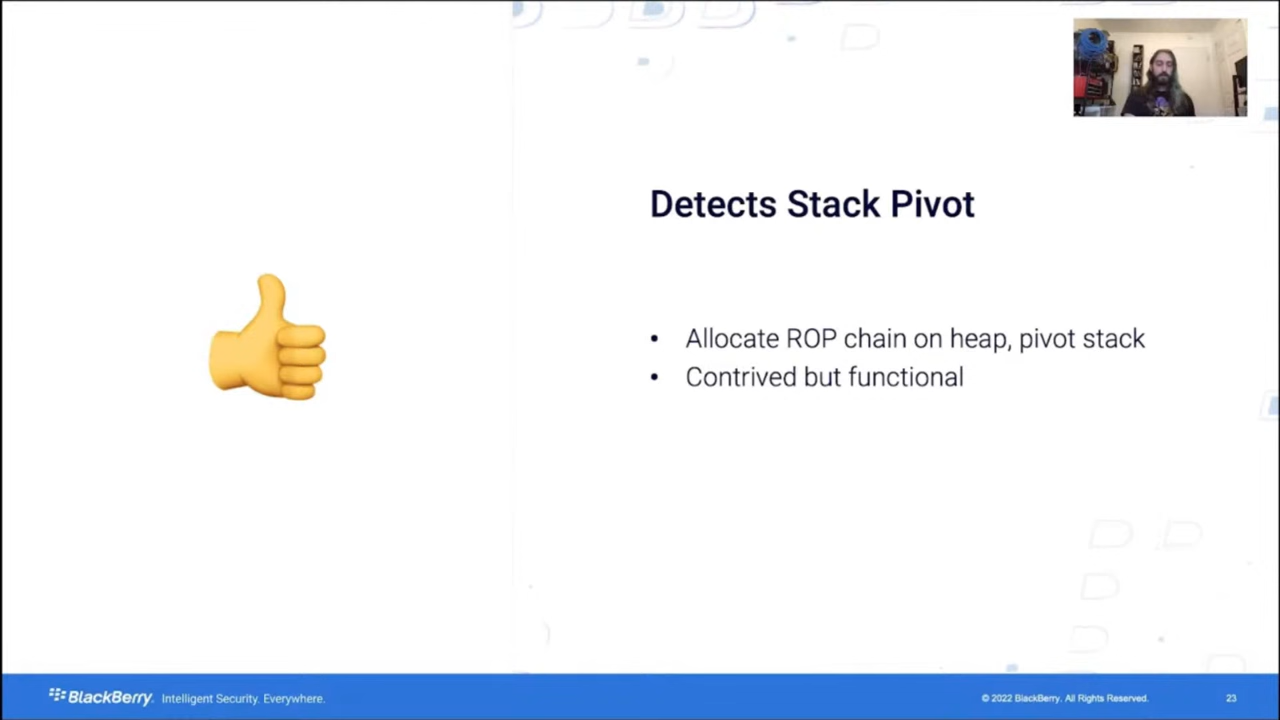 Detects Stack Pivot
• Allocate ROP chain on heap, pivot stack
• Contrived but functional
BlackBerry. Intelligent Security. Everywhere.
© 2022 BlackBerry. All Rights Reserved.
23